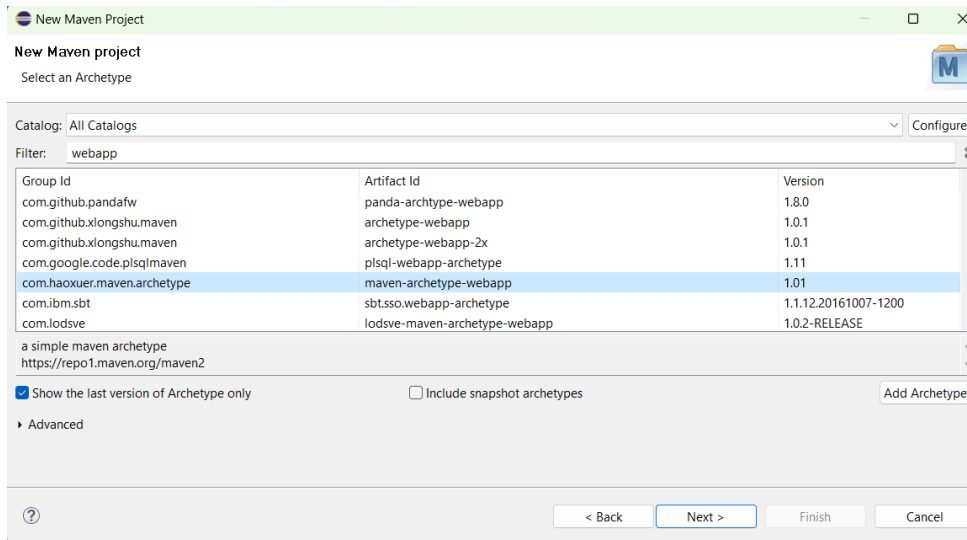 New Maven Project
New Maven project
Select an Archetype
M
Catalog: All Catalogs Configure
Filter: webapp
Group Id Artifact Id Version
com.github.pandafw panda-archtype-webapp 1.8.0
com.github.xlongshu.maven archetype-webapp 1.0.1
com.github.xlongshu.maven archetype-webapp-2x 1.0.1
com.google.code.plsqlmaven plsql-webapp-archetype 1.11
com.haoxuer.maven.archetype maven-archetype-webapp 1.01
com.ibm.sbt sbt.sso.webapp-archetype 1.1.12.20161007-1200
com.lodsve lodsve-maven-archetype-webapp 1.0.2-RELEASE
a simple maven archetype
https://repo1.maven.org/maven2
Show the last version of Archetype only Include snapshot archetypes Add Archetype
Advanced
? < Back Next > Finish Cancel